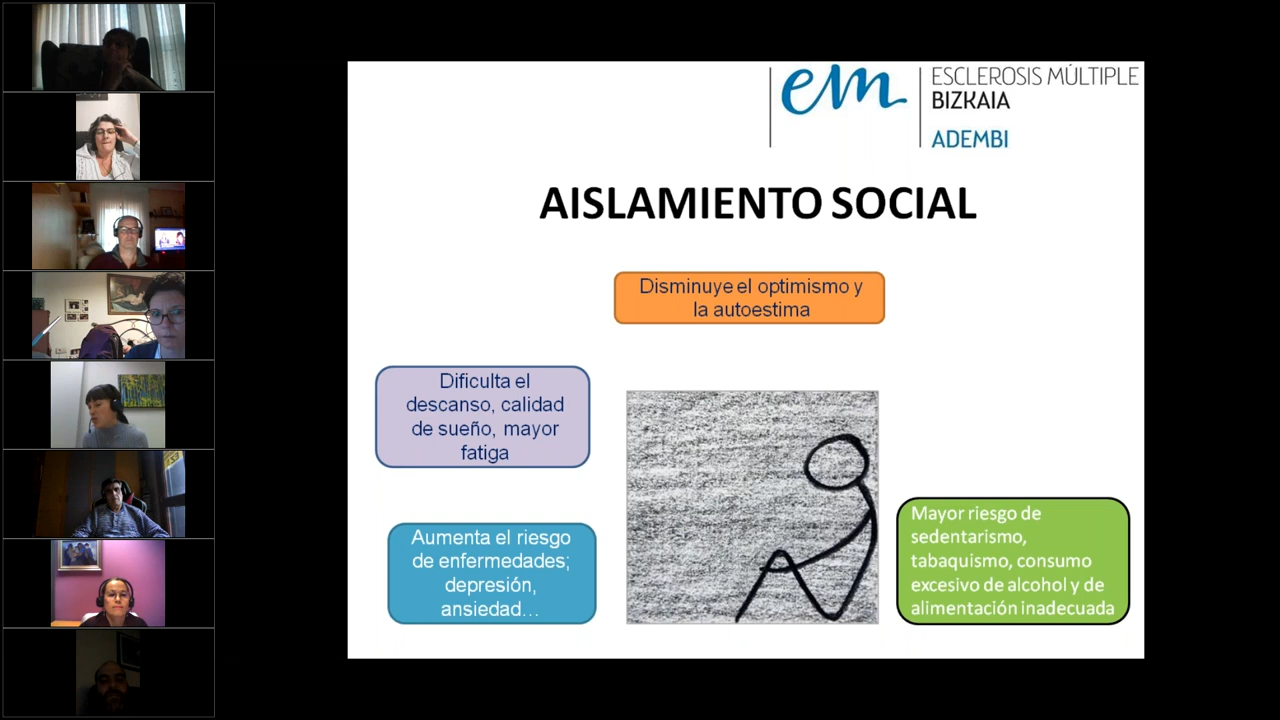 em
ESCLEROSIS MÚLTIPLE
BIZKAIA
ADEMBI
AISLAMIENTO SOCIAL
Disminuye el optimismo y
la autoestima
Dificulta el
descanso, calidad
de sueño, mayor
fatiga
Aumenta el riesgo
de enfermedades;
depresión,
ansiedad…
Mayor riesgo de
sedentarismo,
tabaquismo, consumo
excesivo de alcohol y de
alimentación inadecuada